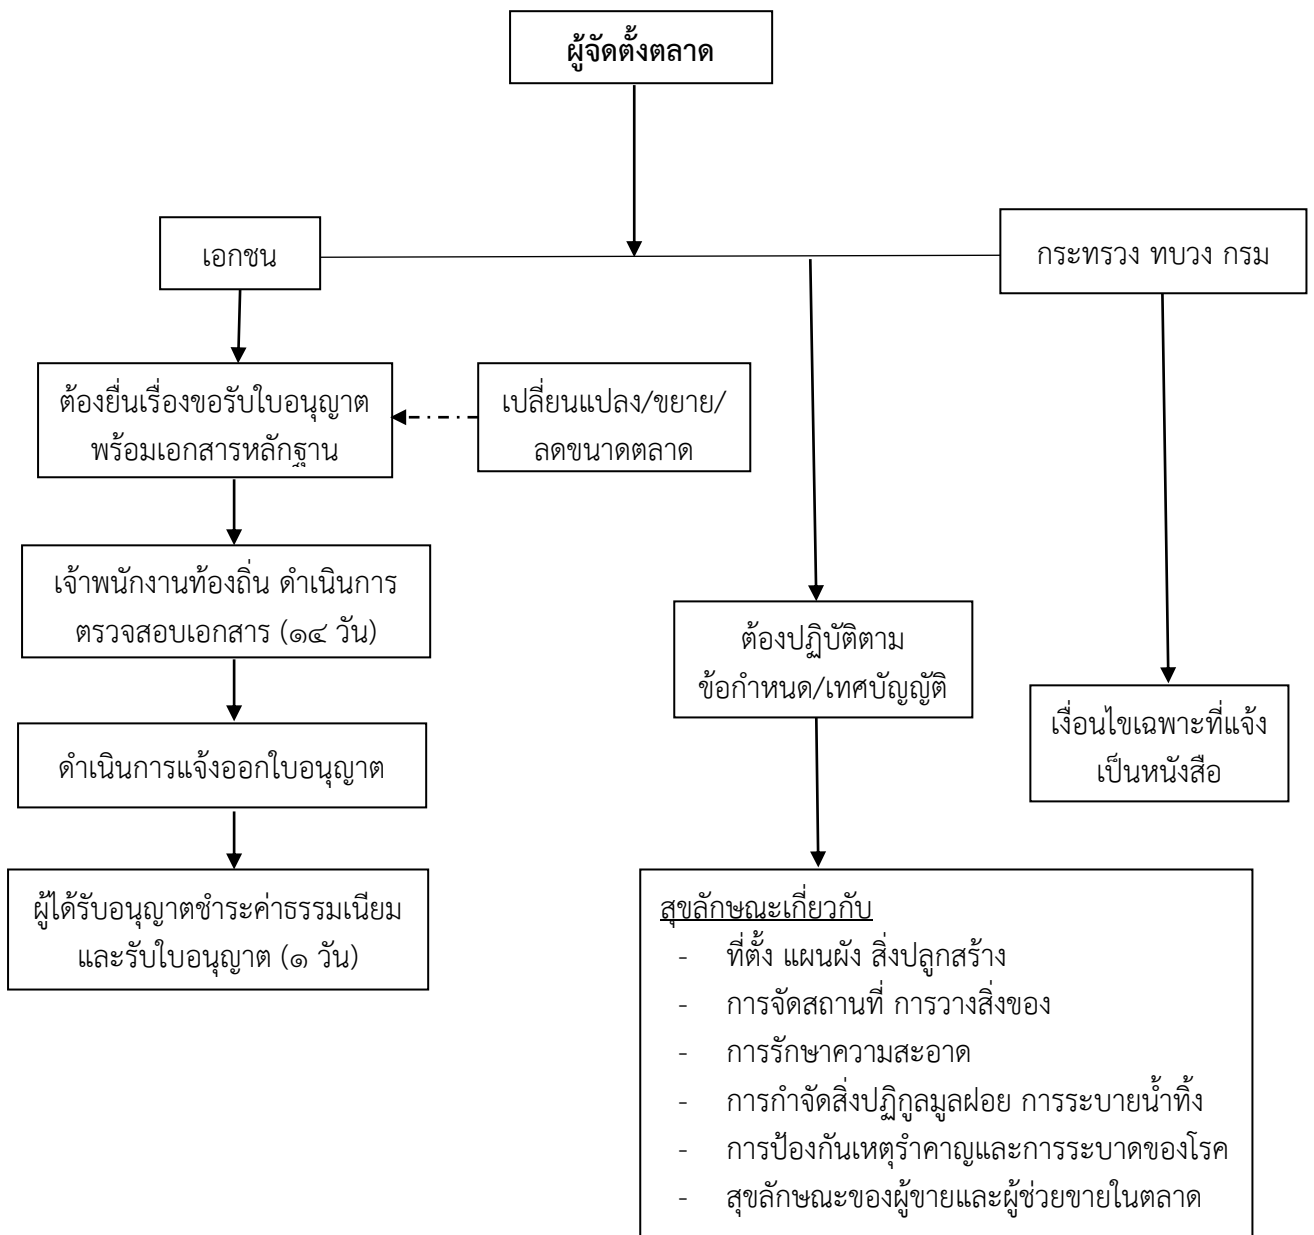 ผู้จัดตั้งตลาด
เอกชน
กระทรวง ทบวง กรม
ต้องยื่นเรื่องขอรับใบอนุญาต
พร้อมเอกสารหลักฐาน
เปลี่ยนแปลง/ขยาย/
ลดขนาดตลาด
เจ้าพนักงานท้องถิ่น ดำเนินการ
ตรวจสอบเอกสาร (๑๔ วัน)
ต้องปฏิบัติตาม
ข้อกำหนด/เทศบัญญัติ
เงื่อนไขเฉพาะที่แจ้ง
เป็นหนังสือ
ดำเนินการแจ้งออกใบอนุญาต
ผู้ได้รับอนุญาตชำระค่าธรรมเนียม
และรับใบอนุญาต (๑ วัน)
สุขลักษณะเกี่ยวกับ
- ที่ตั้ง แผนผัง สิ่งปลูกสร้าง
- การจัดสถานที่ การวางสิ่งของ
- การรักษาความสะอาด
- การกำจัดสิ่งปฏิกูลมูลฝอย การระบายน้ำทิ้ง
- การป้องกันเหตุรำคาญและการระบาดของโรค
- สุขลักษณะของผู้ขายและผู้ช่วยขายในตลาด